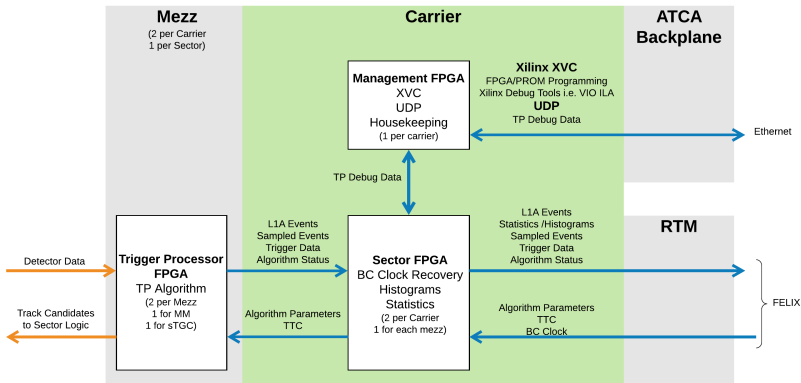 Mezz
(2 per Carrier
1 per Sector)
Carrier
ATCA
Backplane
Management FPGA
XVC
UDP
Housekeeping
(1 per carrier)
Xilinx XVC
FPGA/PROM Programming
Xilinx Debug Tools i.e. VIO ILA
UDP
TP Debug Data
Ethernet
TP Debug Data
RTM
Detector Data
Track Candidates
to Sector Logic
Trigger Processor
FPGA
TP Algorithm
(2 per Mezz
1 for MM
1 for sTGC)
L1A Events
Sampled Events
Trigger Data
Algorithm Status
Algorithm Parameters
TTC
Sector FPGA
BC Clock Recovery
Histograms
Statistics
(2 per Carrier
1 for each mezz)
L1A Events
Statistics /Histograms
Sampled Events
Trigger Data
Algorithm Status
Algorithm Parameters
TTC
BC Clock
FELIX